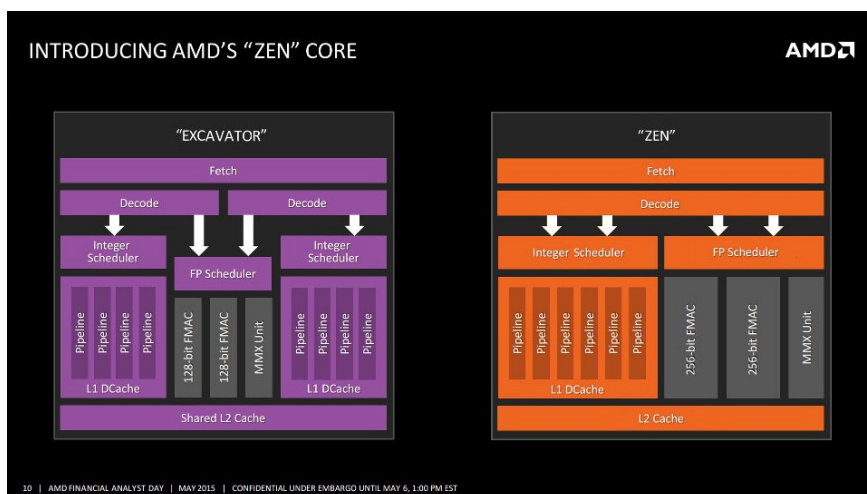 INTRODUCING AMD'S "ZEN" CORE
AMD
"EXCAVATOR"
Fetch
Decode
Decode
Integer
Scheduler
FP Scheduler
Integer
Scheduler
Pipeline
Pipeline
Pipeline
Pipeline
L1 DCache
128-bit FMAC
128-bit FMAC
MMX Unit
Pipeline
Pipeline
Pipeline
Pipeline
L1 DCache
Shared L2 Cache
"ZEN"
Fetch
Decode
Integer Scheduler
FP Scheduler
Pipeline
Pipeline
Pipeline
Pipeline
Pipeline
Pipeline
L1 DCache
256-bit FMAC
256-bit FMAC
MMX Unit
L2 Cache
10 | AMD FINANCIAL ANALYST DAY | MAY 2015 | CONFIDENTIAL UNDER EMBARGO UNTIL MAY 6, 1:00 PM EST